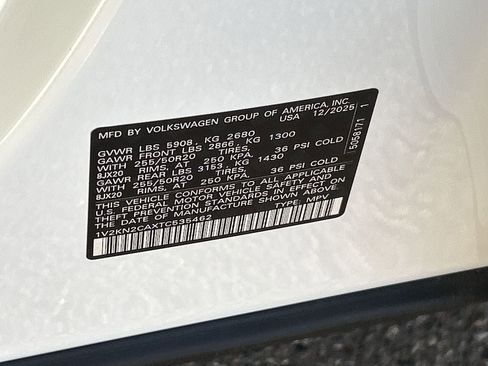 MFD BY VOLKSWAGEN GROUP OF AMERICA, INC.
USA 12/2025
GVWR LBS 5908, KG 2680
GAWR FRONT LBS 2866, KG 1300
WITH 255/50R20 TIRES,
8JX20 RIMS, AT 250 KPA, 36 PSI COLD
GAWR REAR LBS 3153, KG 1430
WITH 255/50R20 TIRES,
8JX20 RIMS, AT 250 KPA, 36 PSI COLD
THIS VEHICLE CONFORMS TO ALL APPLICABLE
U.S. FEDERAL MOTOR VEHICLE SAFETY AND
THEFT PREVENTION STANDARDS IN EFFECT ON
THE DATE OF MANUFACTURE SHOWN ABOVE.
1V2KN2CAXTC535462 TYPE: MPV
5058171 1